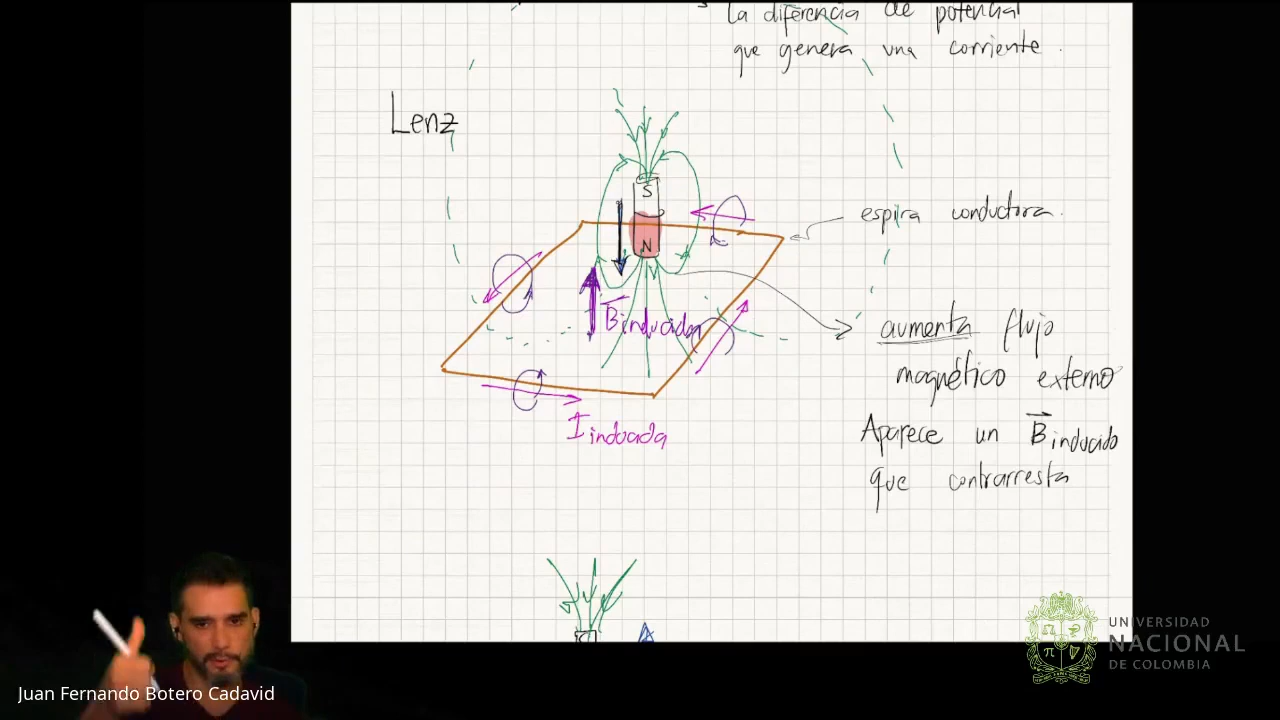 la diferencia de potencial
que genera una corriente.
Lenz
S
N
espira conductora.
B inducida
aumenta flujo
magnético externo
Aparece un B inducido
que contrarresta
I inducida
UNIVERSIDAD
NACIONAL
DE COLOMBIA
Juan Fernando Botero Cadavid